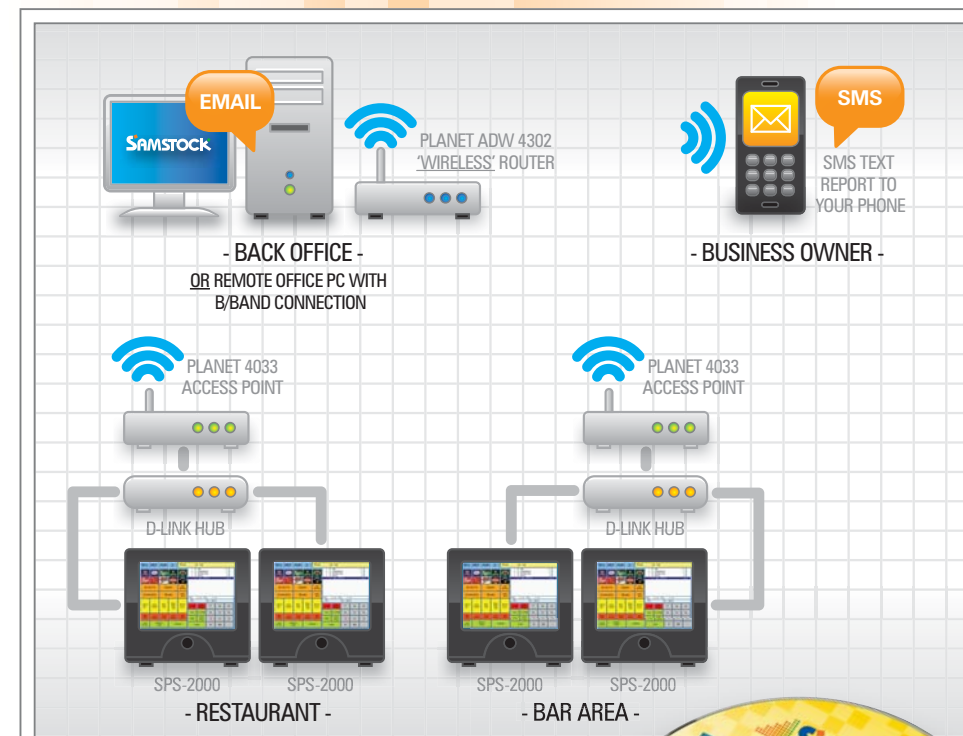 EMAIL
SAMSTOCK
PLANET ADW 4302
'WIRELESS' ROUTER
- BACK OFFICE -
OR REMOTE OFFICE PC WITH
B/BAND CONNECTION
SMS
SMS TEXT
REPORT TO
YOUR PHONE
- BUSINESS OWNER -
PLANET 4033
ACCESS POINT
D-LINK HUB
SPS-2000
SPS-2000
- RESTAURANT -
PLANET 4033
ACCESS POINT
D-LINK HUB
SPS-2000
SPS-2000
- BAR AREA -